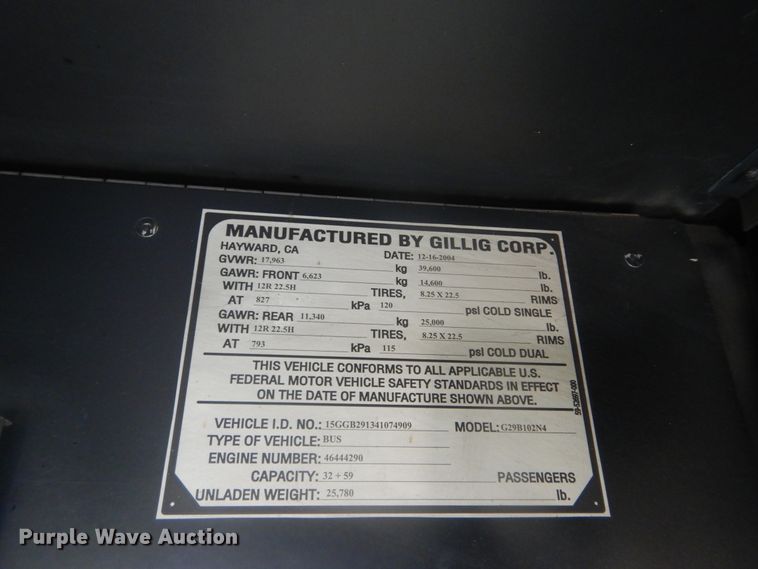 MANUFACTURED BY GILLIG CORP.
HAYWARD, CA DATE: 12-16-2004
GVWR: 17,963 kg 39,600 lb.
GAWR: FRONT 6,623 kg 14,600 lb.
WITH 12R 22.5H TIRES, 8.25 X 22.5 RIMS
AT 827 kPa 120 psi COLD SINGLE
GAWR: REAR 11,340 kg 25,000 lb.
WITH 12R 22.5H TIRES, 8.25 X 22.5 RIMS
AT 793 kPa 115 psi COLD DUAL
THIS VEHICLE CONFORMS TO ALL APPLICABLE U.S.
FEDERAL MOTOR VEHICLE SAFETY STANDARDS IN EFFECT
ON THE DATE OF MANUFACTURE SHOWN ABOVE.
VEHICLE I.D. NO.: 15GGB291341074909 MODEL: G29B102N4
TYPE OF VEHICLE: BUS
ENGINE NUMBER: 46444290
CAPACITY: 32 + 59 PASSENGERS
UNLADEN WEIGHT: 25,780 lb.
Purple Wave Auction